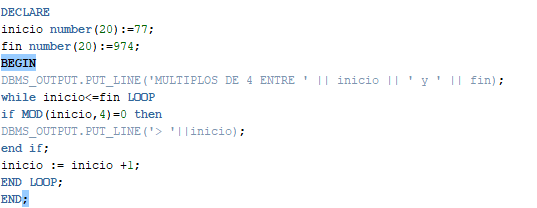 DECLARE
inicio number(20):=77;
fin number(20):=974;
BEGIN
DBMS_OUTPUT.PUT_LINE('MULTIPLOS DE 4 ENTRE ' || inicio || ' y ' || fin);
while inicio<=fin LOOP
if MOD(inicio,4)=0 then
DBMS_OUTPUT.PUT_LINE('> '||inicio);
end if;
inicio := inicio +1;
END LOOP;
END;